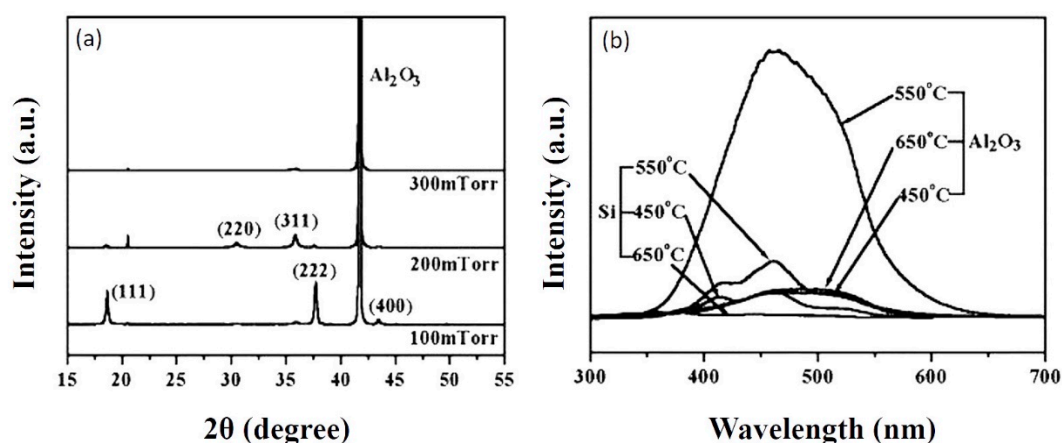 (a)
Al₂O₃
300mTorr
(220)
(311)
200mTorr
(111)
(222)
(400)
100mTorr
15 20 25 30 35 40 45 50 55
2θ (degree)
Intensity (a.u.)
(b)
550°C
650°C
Al₂O₃
450°C
550°C
Si
450°C
650°C
300 400 500 600 700
Wavelength (nm)
Intensity (a.u.)